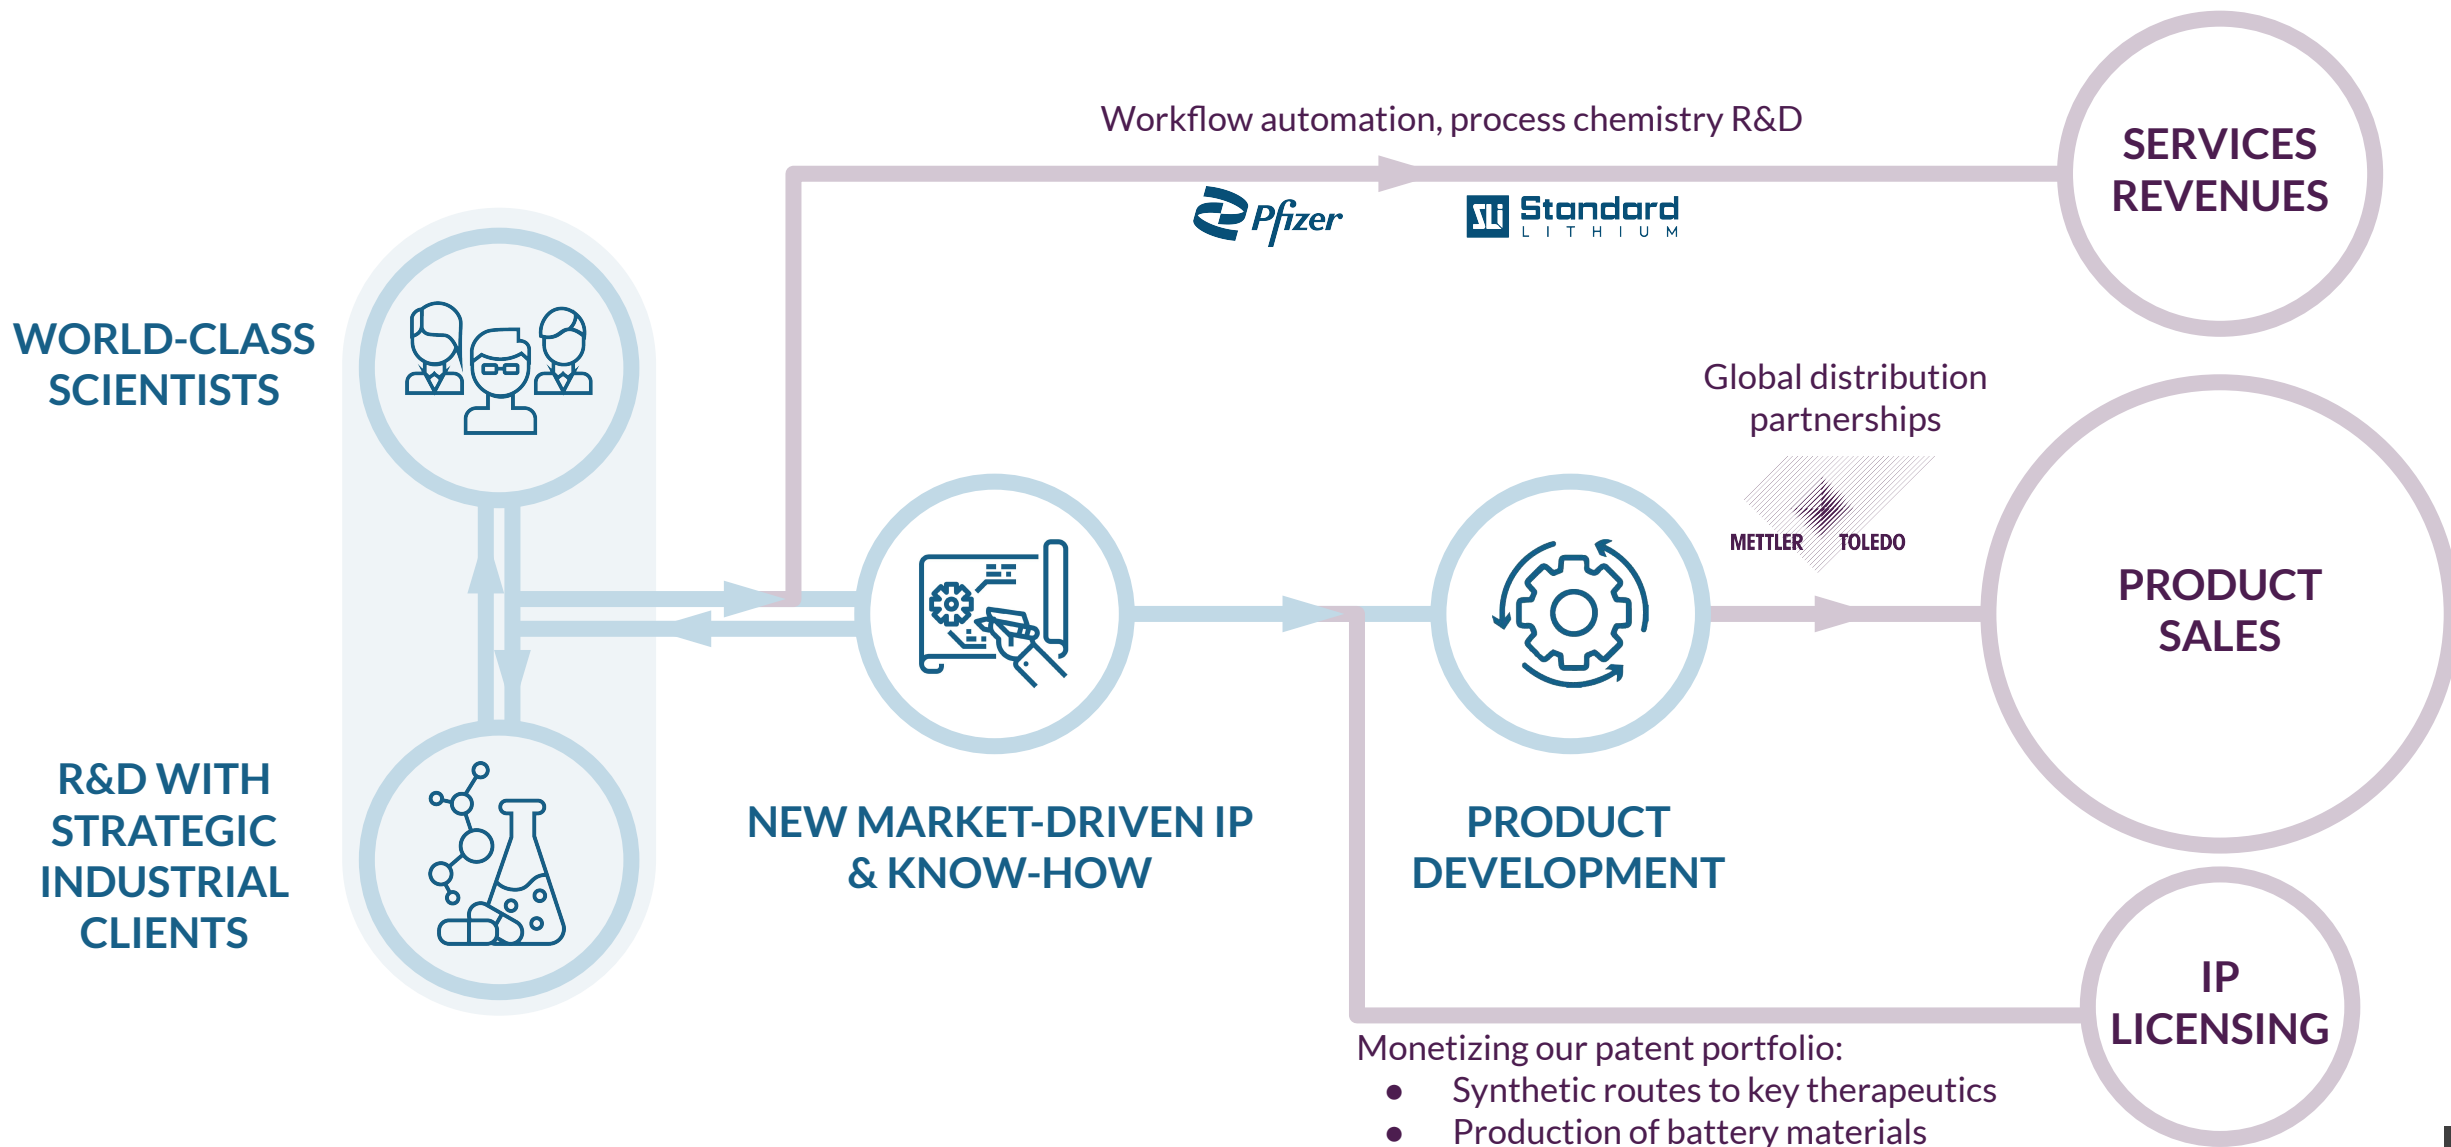 Workflow automation, process chemistry R&D
SERVICES
REVENUES
Pfizer
SLi Standard
LITHIUM
WORLD-CLASS
SCIENTISTS
Global distribution
partnerships
METTLER TOLEDO
PRODUCT
SALES
R&D WITH
STRATEGIC
INDUSTRIAL
CLIENTS
NEW MARKET-DRIVEN IP
& KNOW-HOW
PRODUCT
DEVELOPMENT
IP
LICENSING
Monetizing our patent portfolio:
● Synthetic routes to key therapeutics
● Production of battery materials